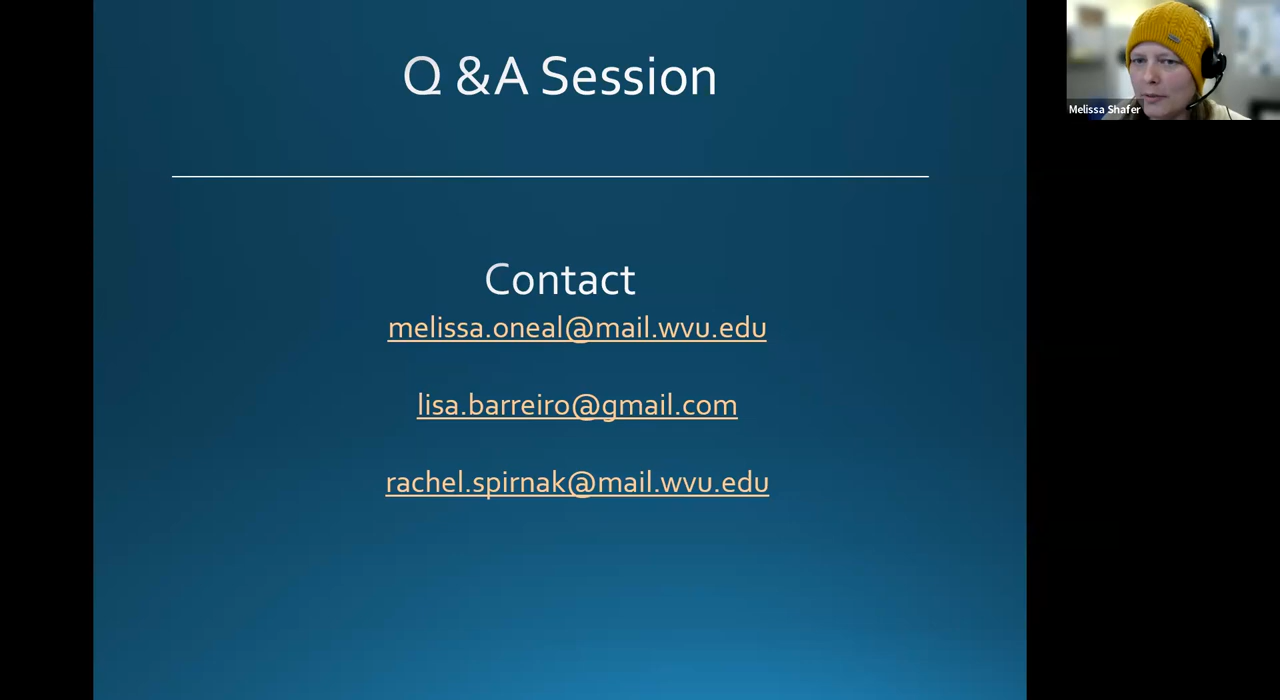 Q &A Session
Melissa Shafer
Contact
melissa.oneal@mail.wvu.edu
lisa.barreiro@gmail.com
rachel.spirnak@mail.wvu.edu